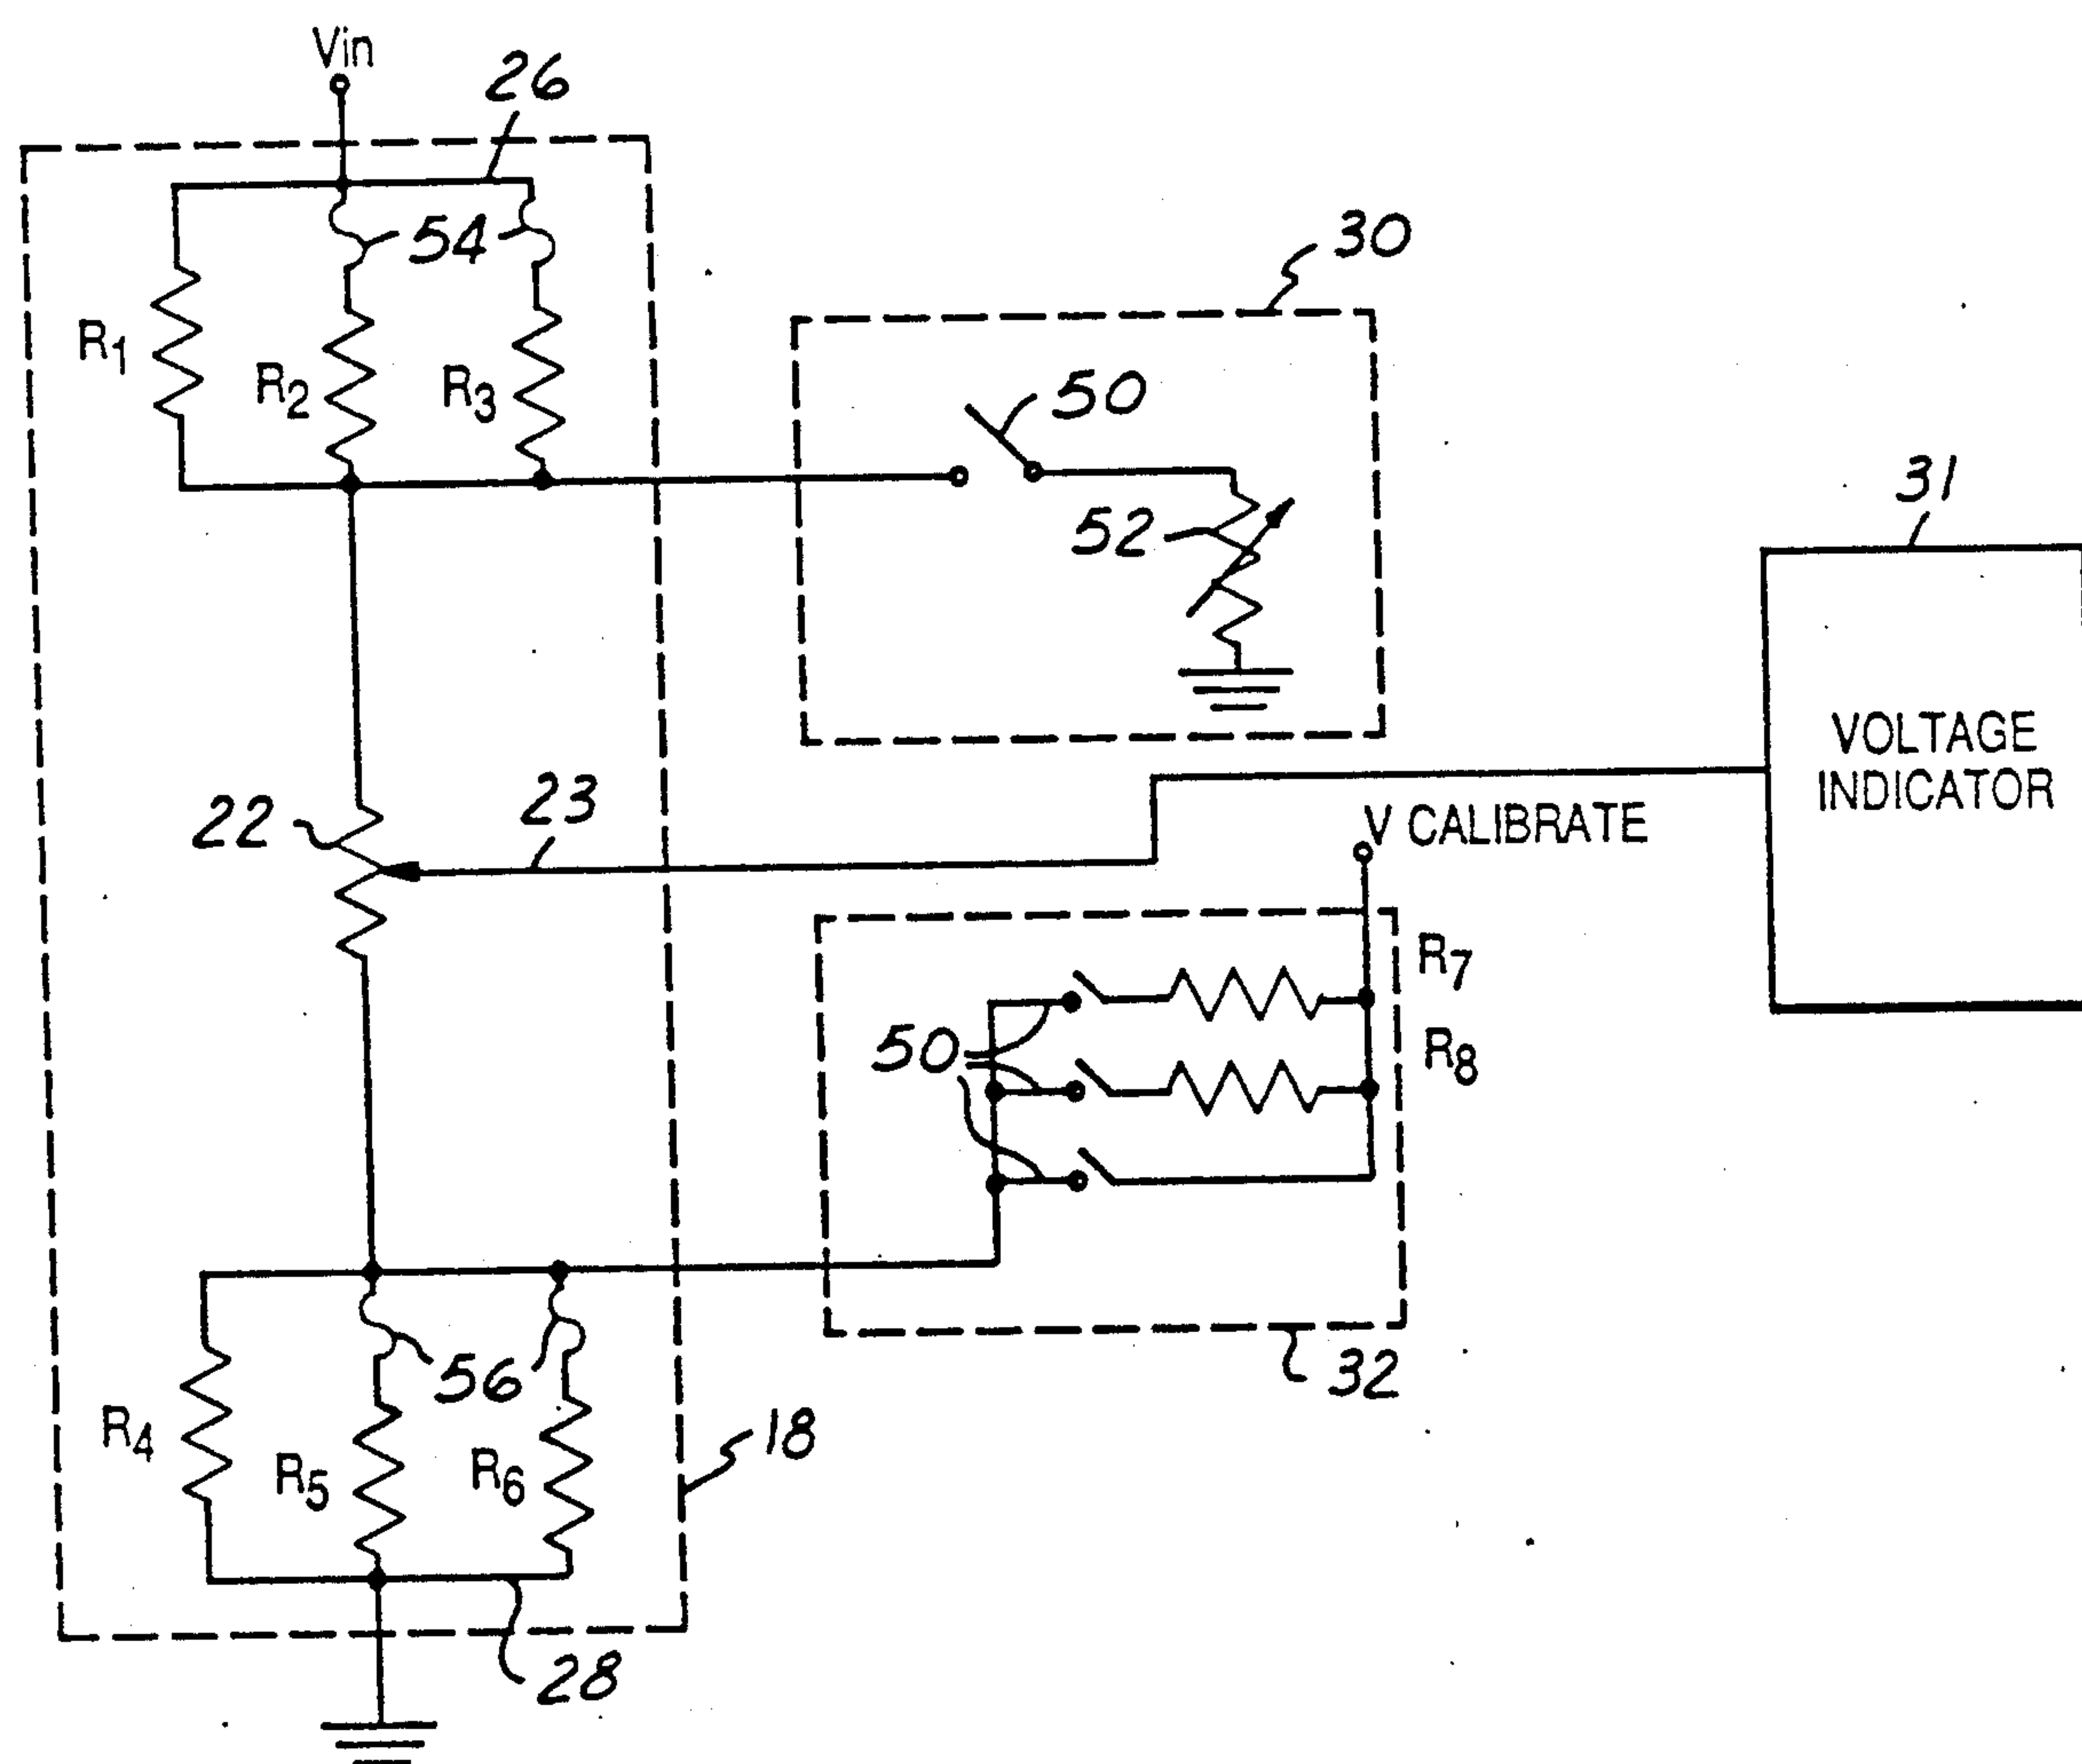 Vin
26
54
30
R1
R2
R3
50
31
52
VOLTAGE
INDICATOR
22
23
V CALIBRATE
R7
50
R8
56
32
R4
R5
R6
18
28